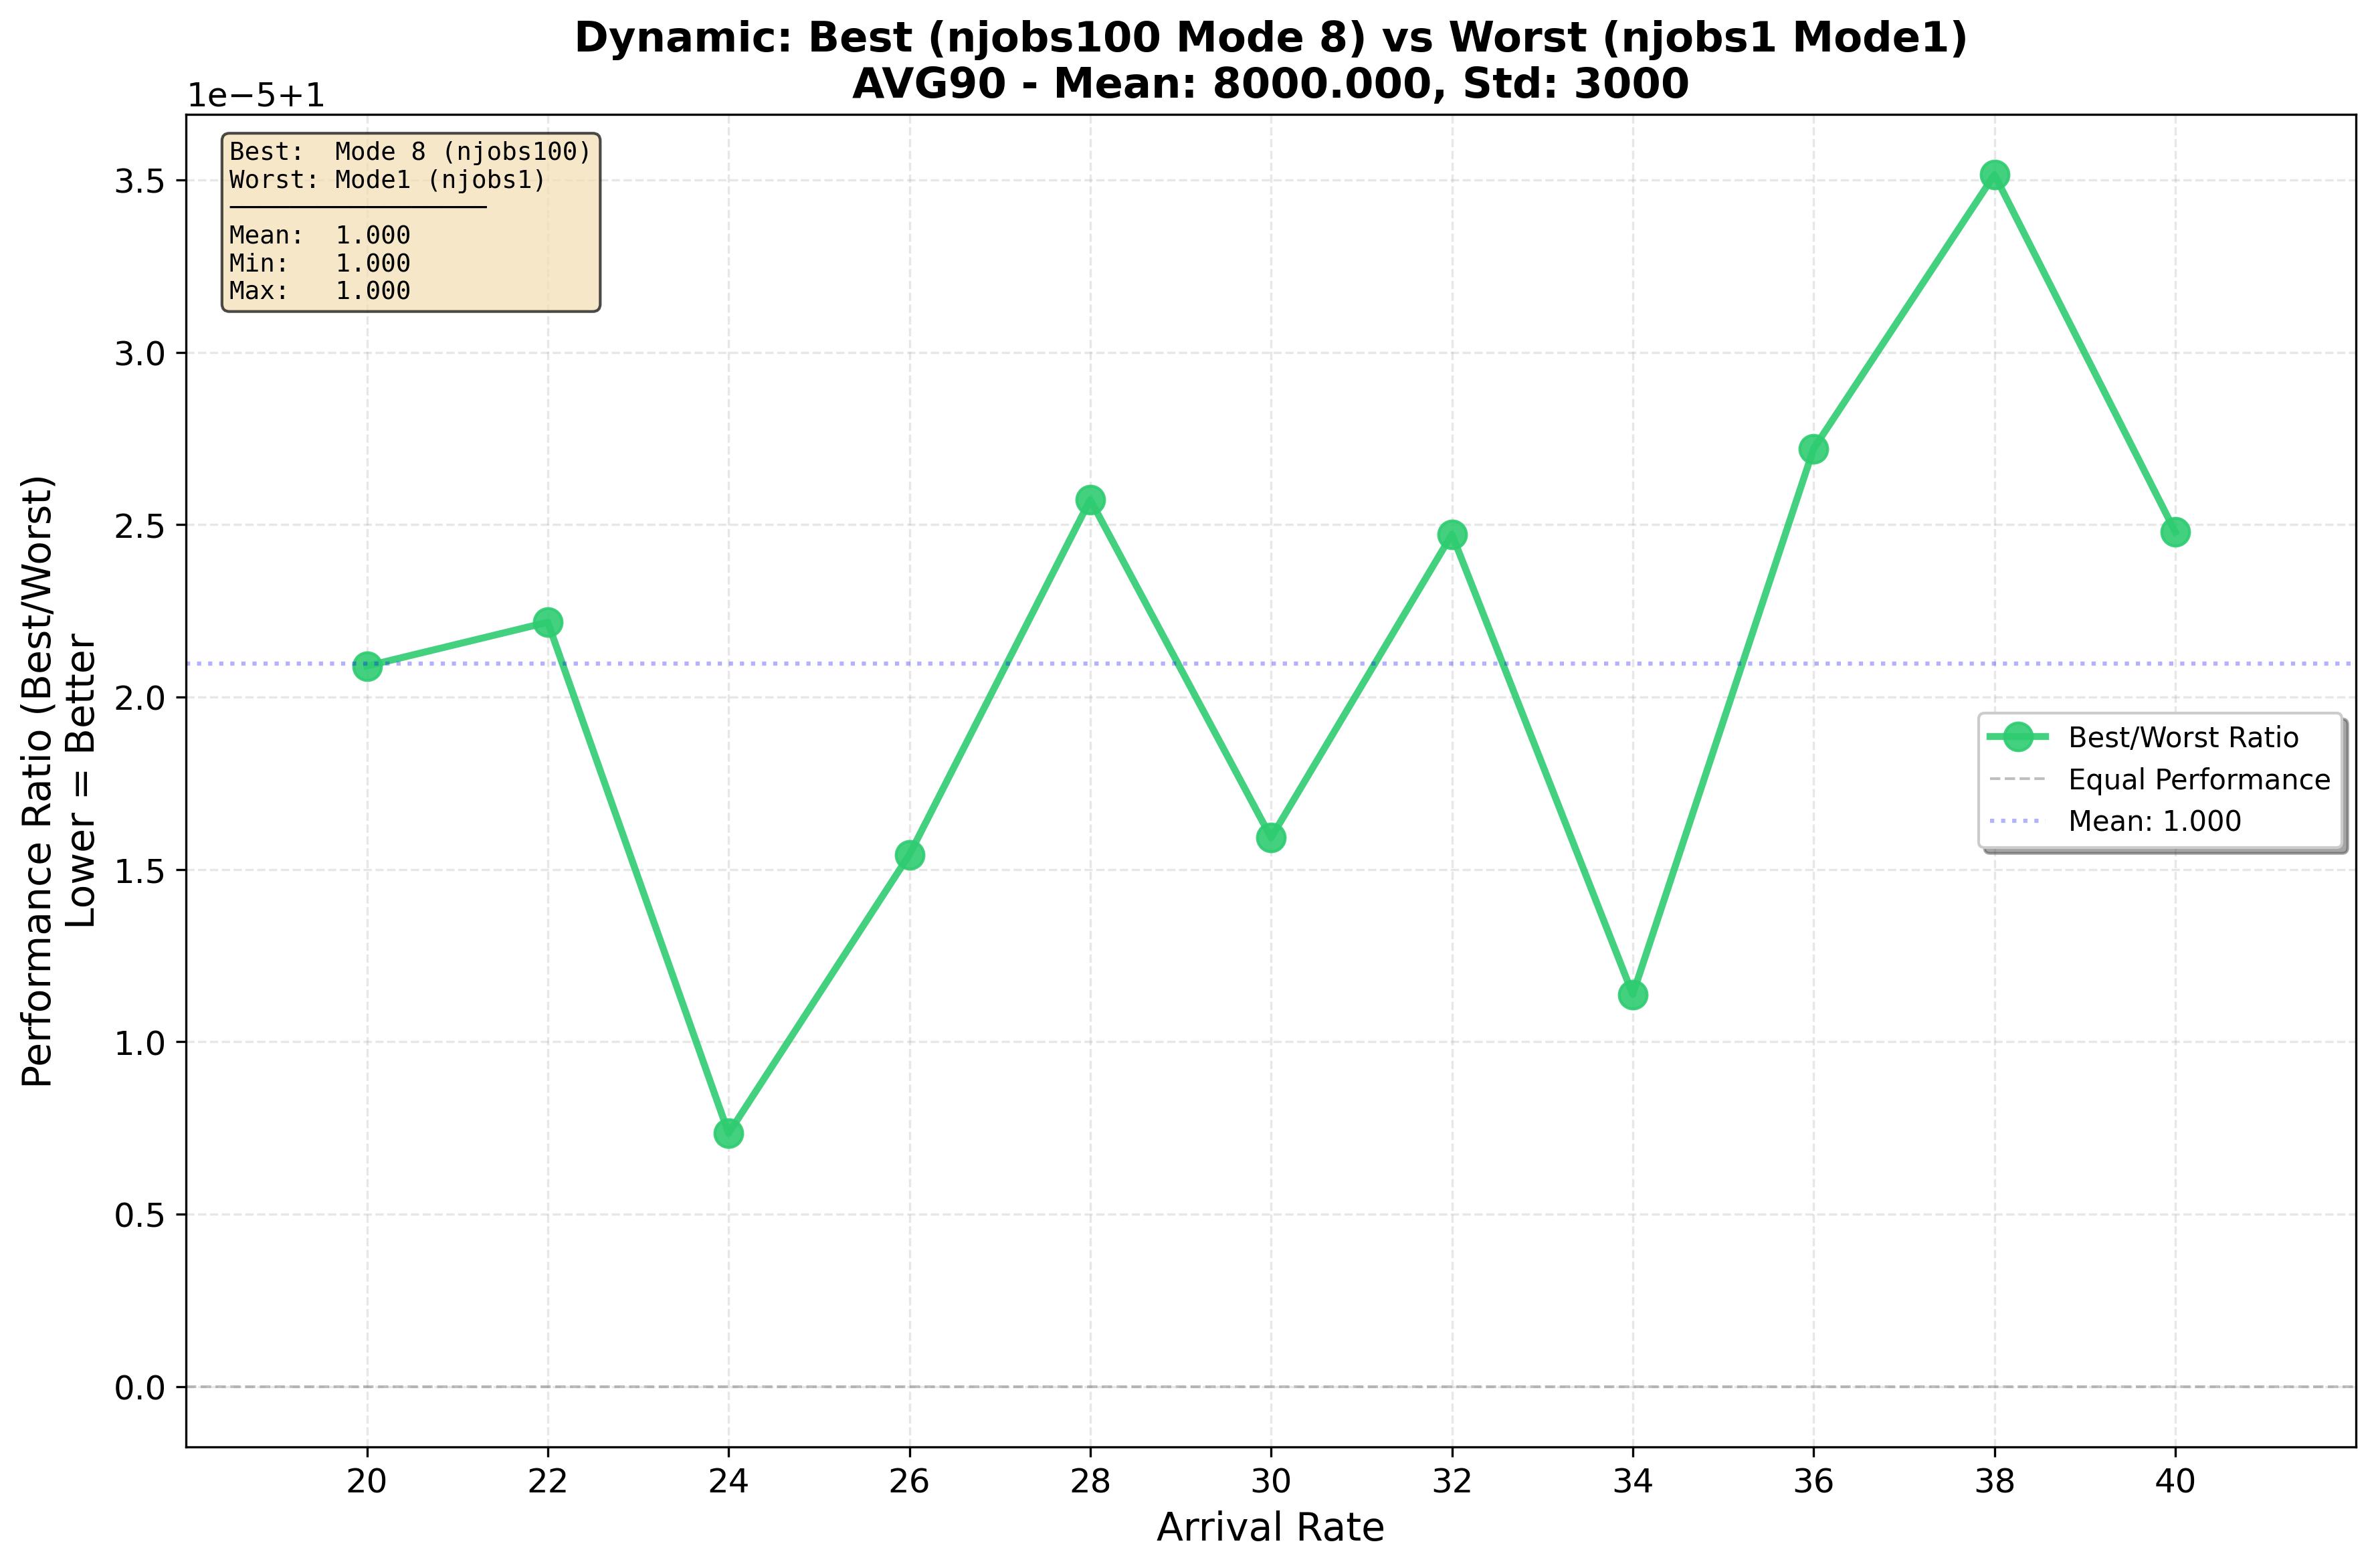 Dynamic: Best (njobs100 Mode 8) vs Worst (njobs1 Mode1)
AVG90 - Mean: 8000.000, Std: 3000
1e−5+1
Best:  Mode 8 (njobs100)
Worst: Mode1 (njobs1)
Mean:  1.000
Min:   1.000
Max:   1.000
3.5
3.0
2.5
2.0
1.5
1.0
0.5
0.0
Performance Ratio (Best/Worst)
Lower = Better
Best/Worst Ratio
Equal Performance
Mean: 1.000
20 22 24 26 28 30 32 34 36 38 40
Arrival Rate